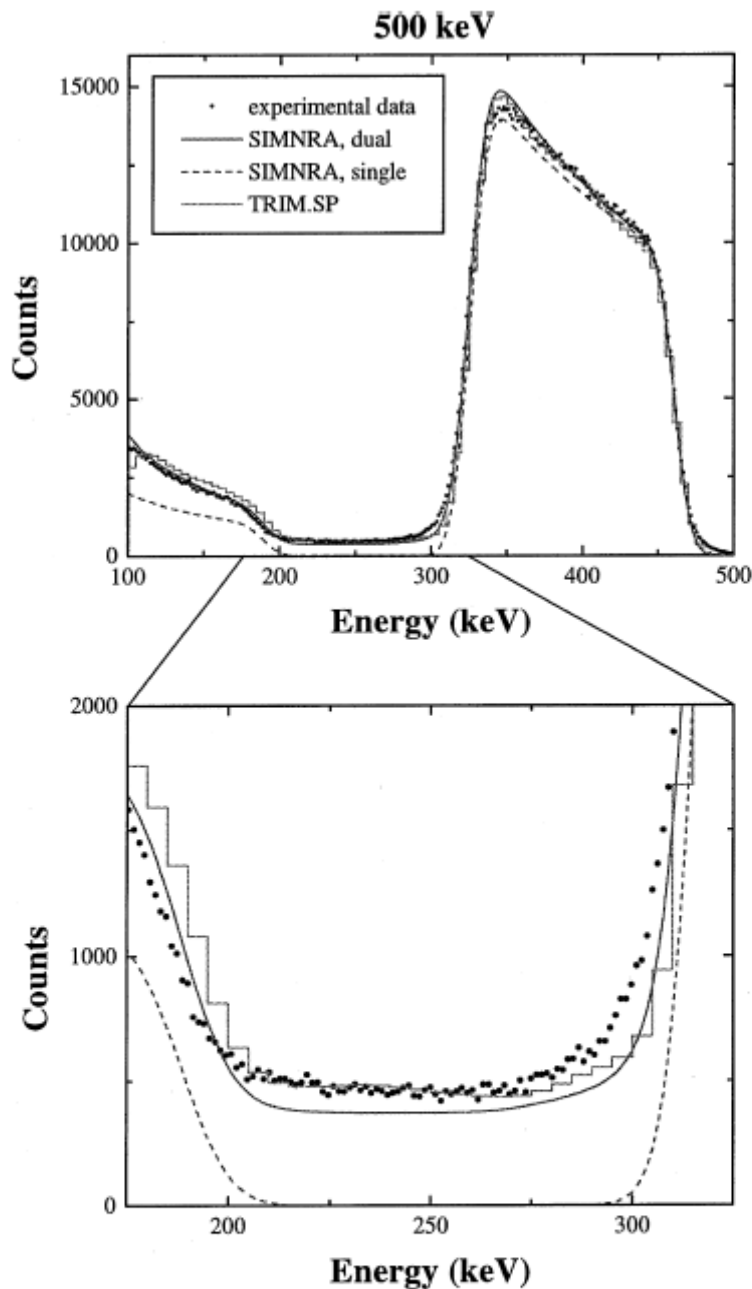 500 keV
15000
10000
5000
0
Counts
experimental data
SIMNRA, dual
SIMNRA, single
TRIM.SP
100
200
300
400
500
Energy (keV)
2000
1000
0
Counts
200
250
300
Energy (keV)